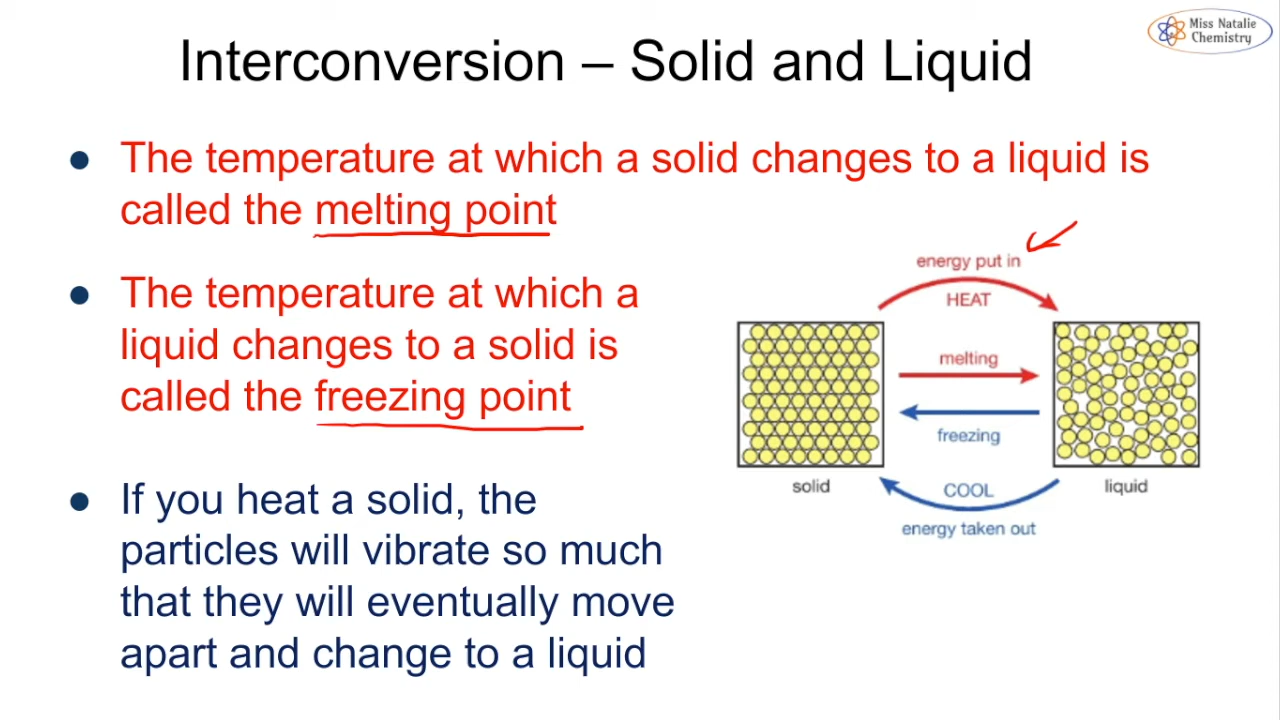 Miss Natalie
Chemistry
Interconversion – Solid and Liquid
● The temperature at which a solid changes to a liquid is
called the melting point
● The temperature at which a
liquid changes to a solid is
called the freezing point
● If you heat a solid, the
particles will vibrate so much
that they will eventually move
apart and change to a liquid
energy put in
HEAT
melting
freezing
solid
liquid
COOL
energy taken out